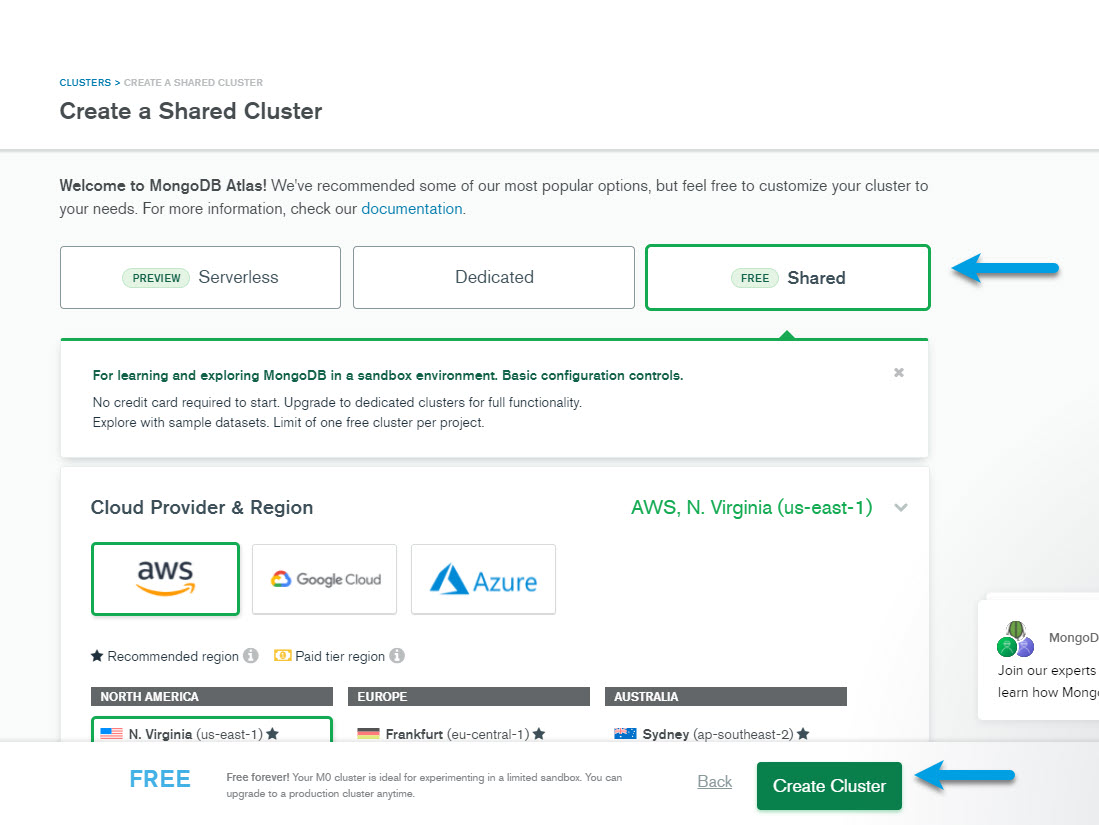 CLUSTERS > CREATE A SHARED CLUSTER
Create a Shared Cluster
Welcome to MongoDB Atlas! We've recommended some of our most popular options, but feel free to customize your cluster to
your needs. For more information, check our documentation.
PREVIEW Serverless
Dedicated
FREE Shared
For learning and exploring MongoDB in a sandbox environment. Basic configuration controls.
No credit card required to start. Upgrade to dedicated clusters for full functionality.
Explore with sample datasets. Limit of one free cluster per project.
Cloud Provider & Region
AWS, N. Virginia (us-east-1)
aws
Google Cloud
Azure
Recommended region
Paid tier region
NORTH AMERICA
EUROPE
AUSTRALIA
N. Virginia (us-east-1)
Frankfurt (eu-central-1)
Sydney (ap-southeast-2)
MongoD
Join our experts
learn how Mong
FREE
Free forever! Your M0 cluster is ideal for experimenting in a limited sandbox. You can
upgrade to a production cluster anytime.
Back
Create Cluster